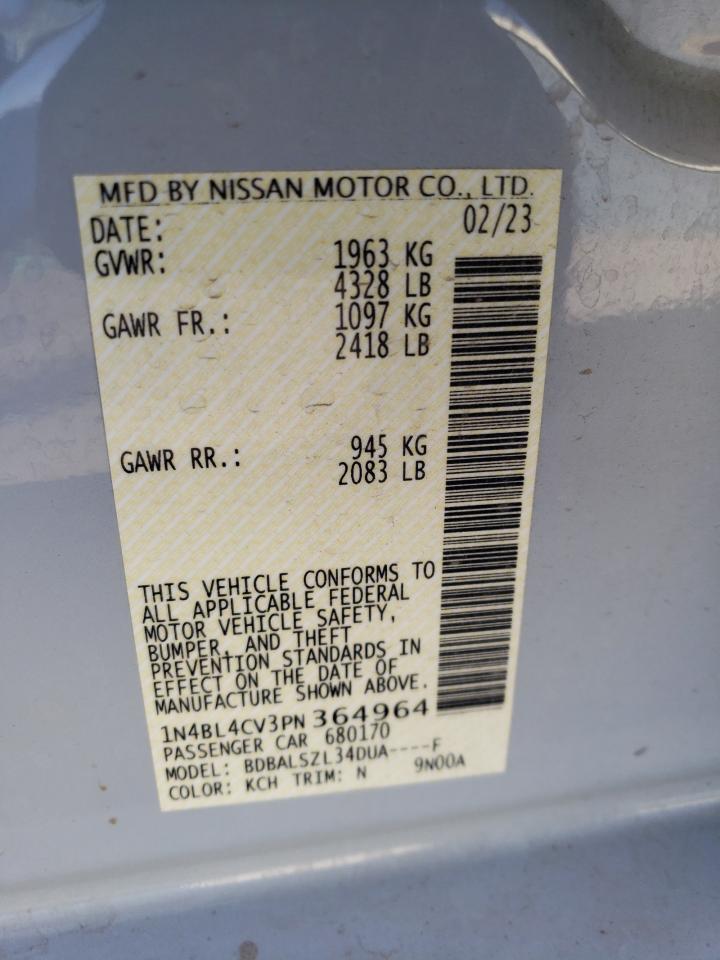 MFD BY NISSAN MOTOR CO., LTD.
DATE: 02/23
GVWR: 1963 KG
4328 LB
GAWR FR.: 1097 KG
2418 LB
GAWR RR.: 945 KG
2083 LB
THIS VEHICLE CONFORMS TO
ALL APPLICABLE FEDERAL
MOTOR VEHICLE SAFETY,
BUMPER, AND THEFT
PREVENTION STANDARDS IN
EFFECT ON THE DATE OF
MANUFACTURE SHOWN ABOVE.
1N4BL4CV3PN 364964
PASSENGER CAR 680170
MODEL: BDBALSZL34DUA----F
COLOR: KCH TRIM: N 9N00A